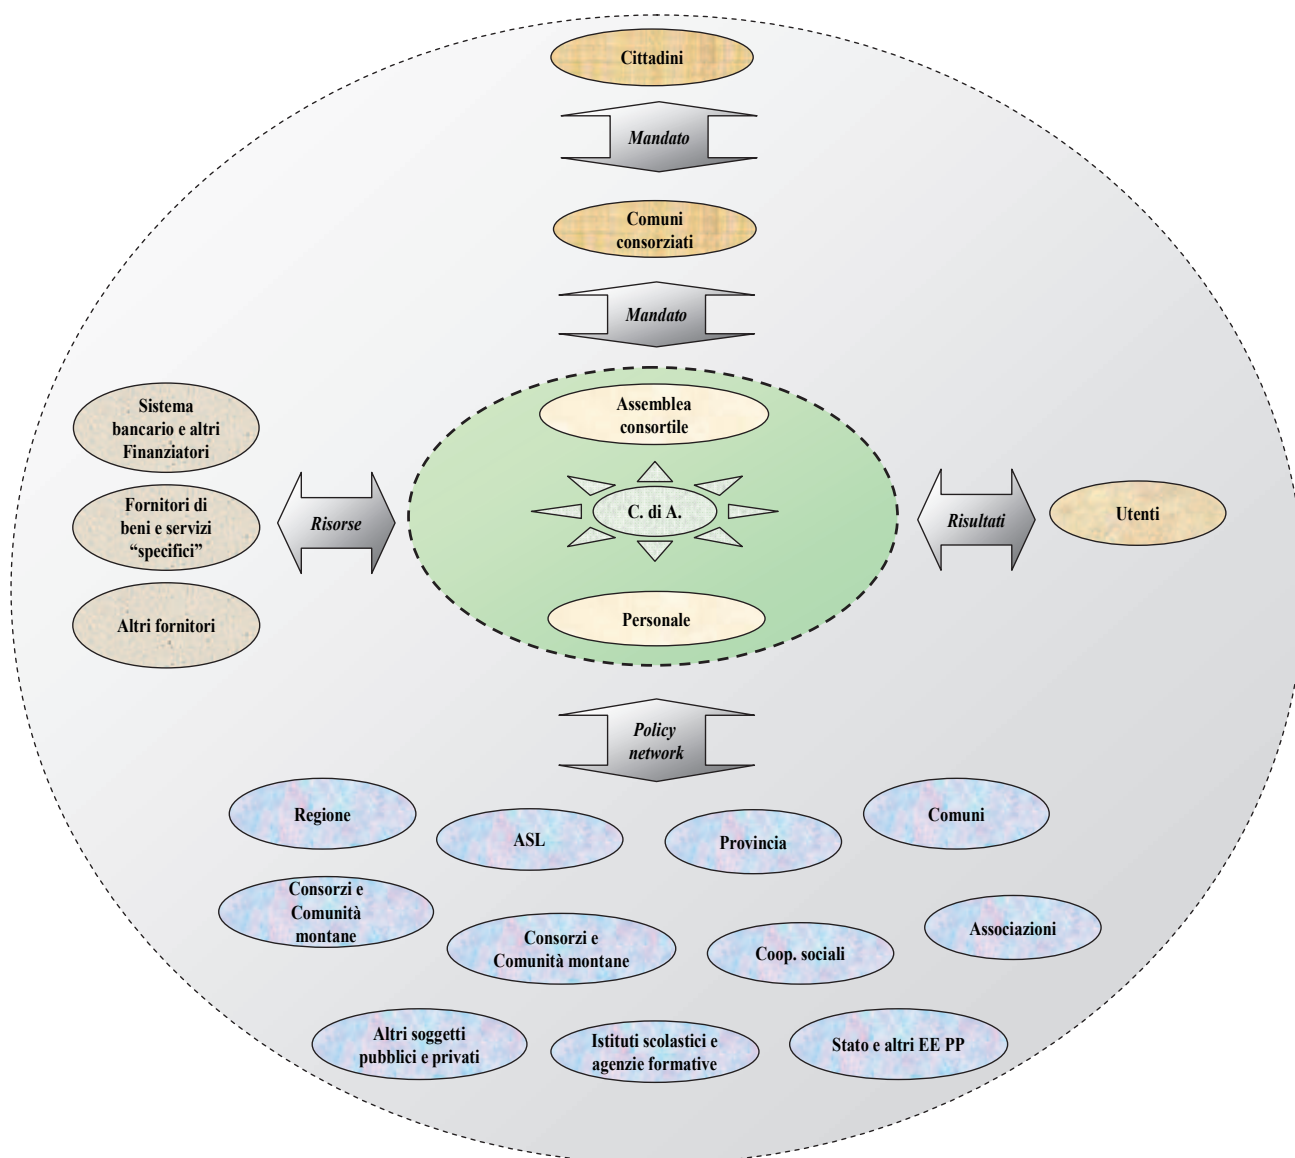 Cittadini
Mandato
Comuni
consorziati
Mandato
Assemblea
consortile
Sistema
bancario e altri
Finanziatori
Fornitori di
beni e servizi
“specifici”
Altri fornitori
Risorse
C. di A.
Risultati
Utenti
Personale
Policy
network
Regione
ASL
Provincia
Comuni
Consorzi e
Comunità
montane
Consorzi e
Comunità montane
Coop. sociali
Associazioni
Altri soggetti
pubblici e privati
Istituti scolastici e
agenzie formative
Stato e altri EE PP